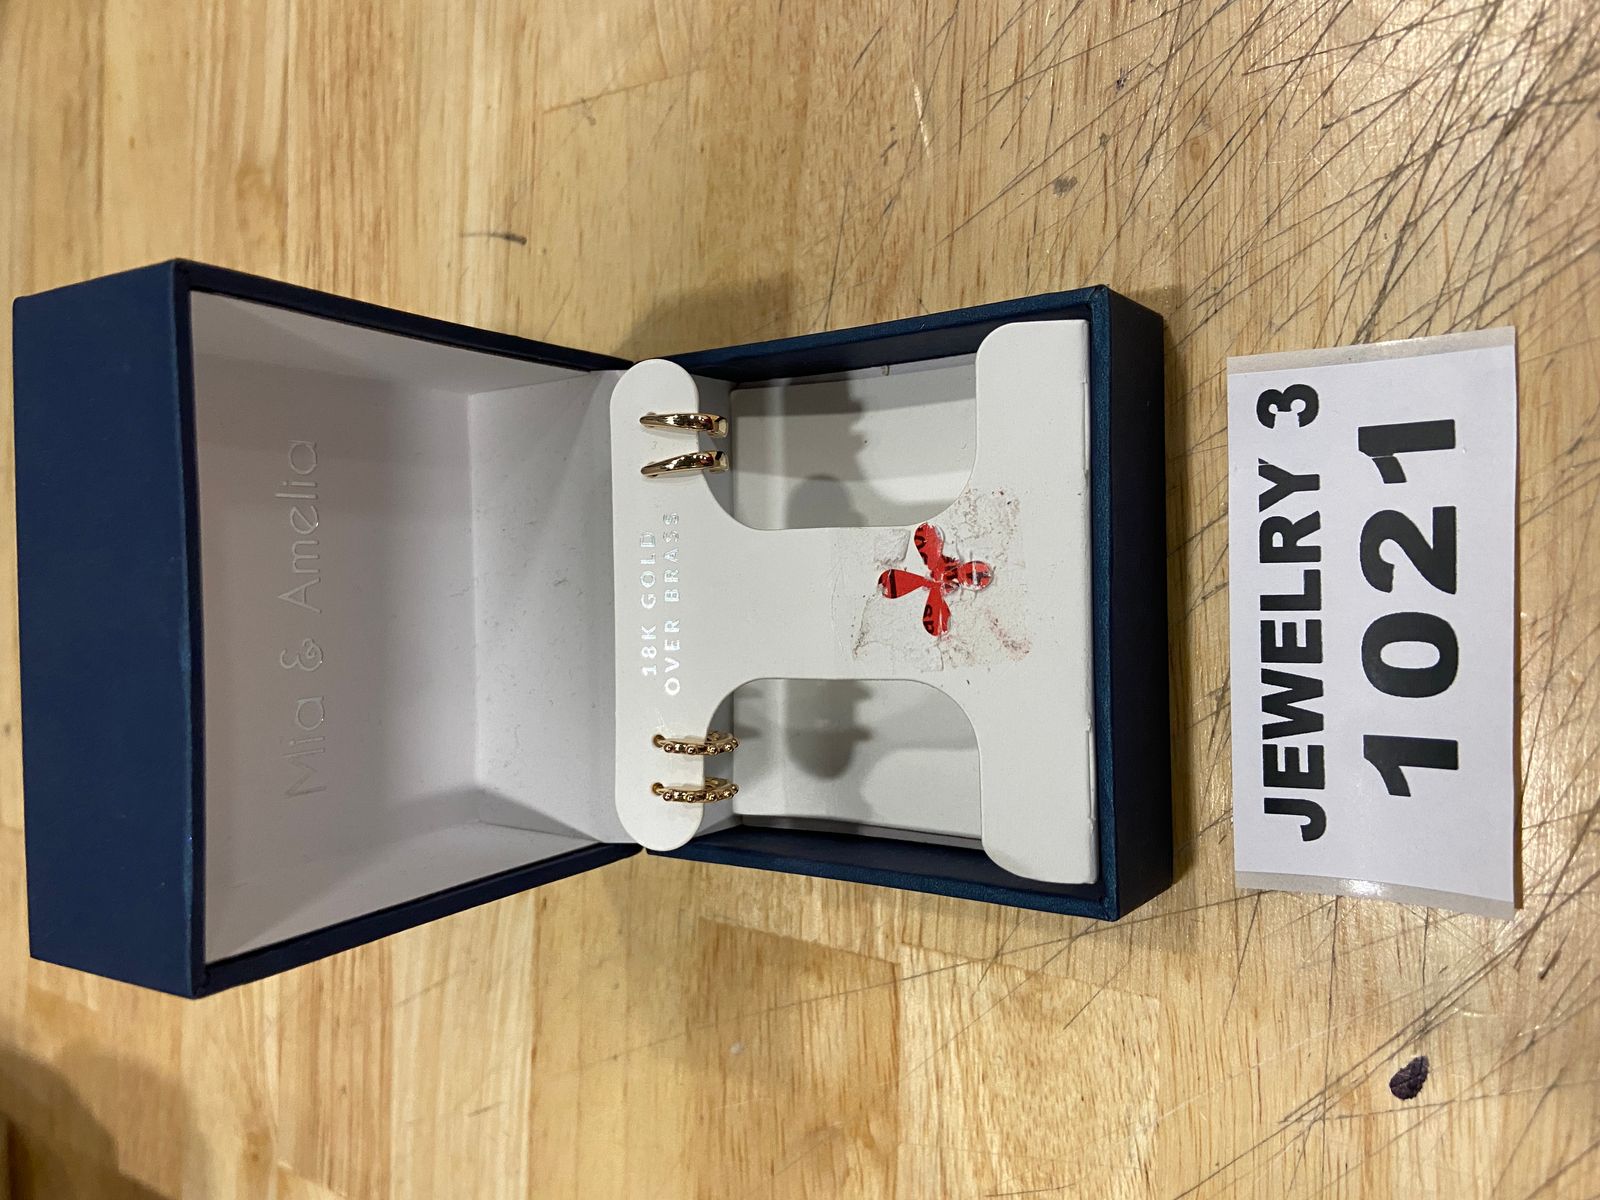 Mia & Amelia
18K GOLD
OVER BRASS
JEWELRY 3
1021